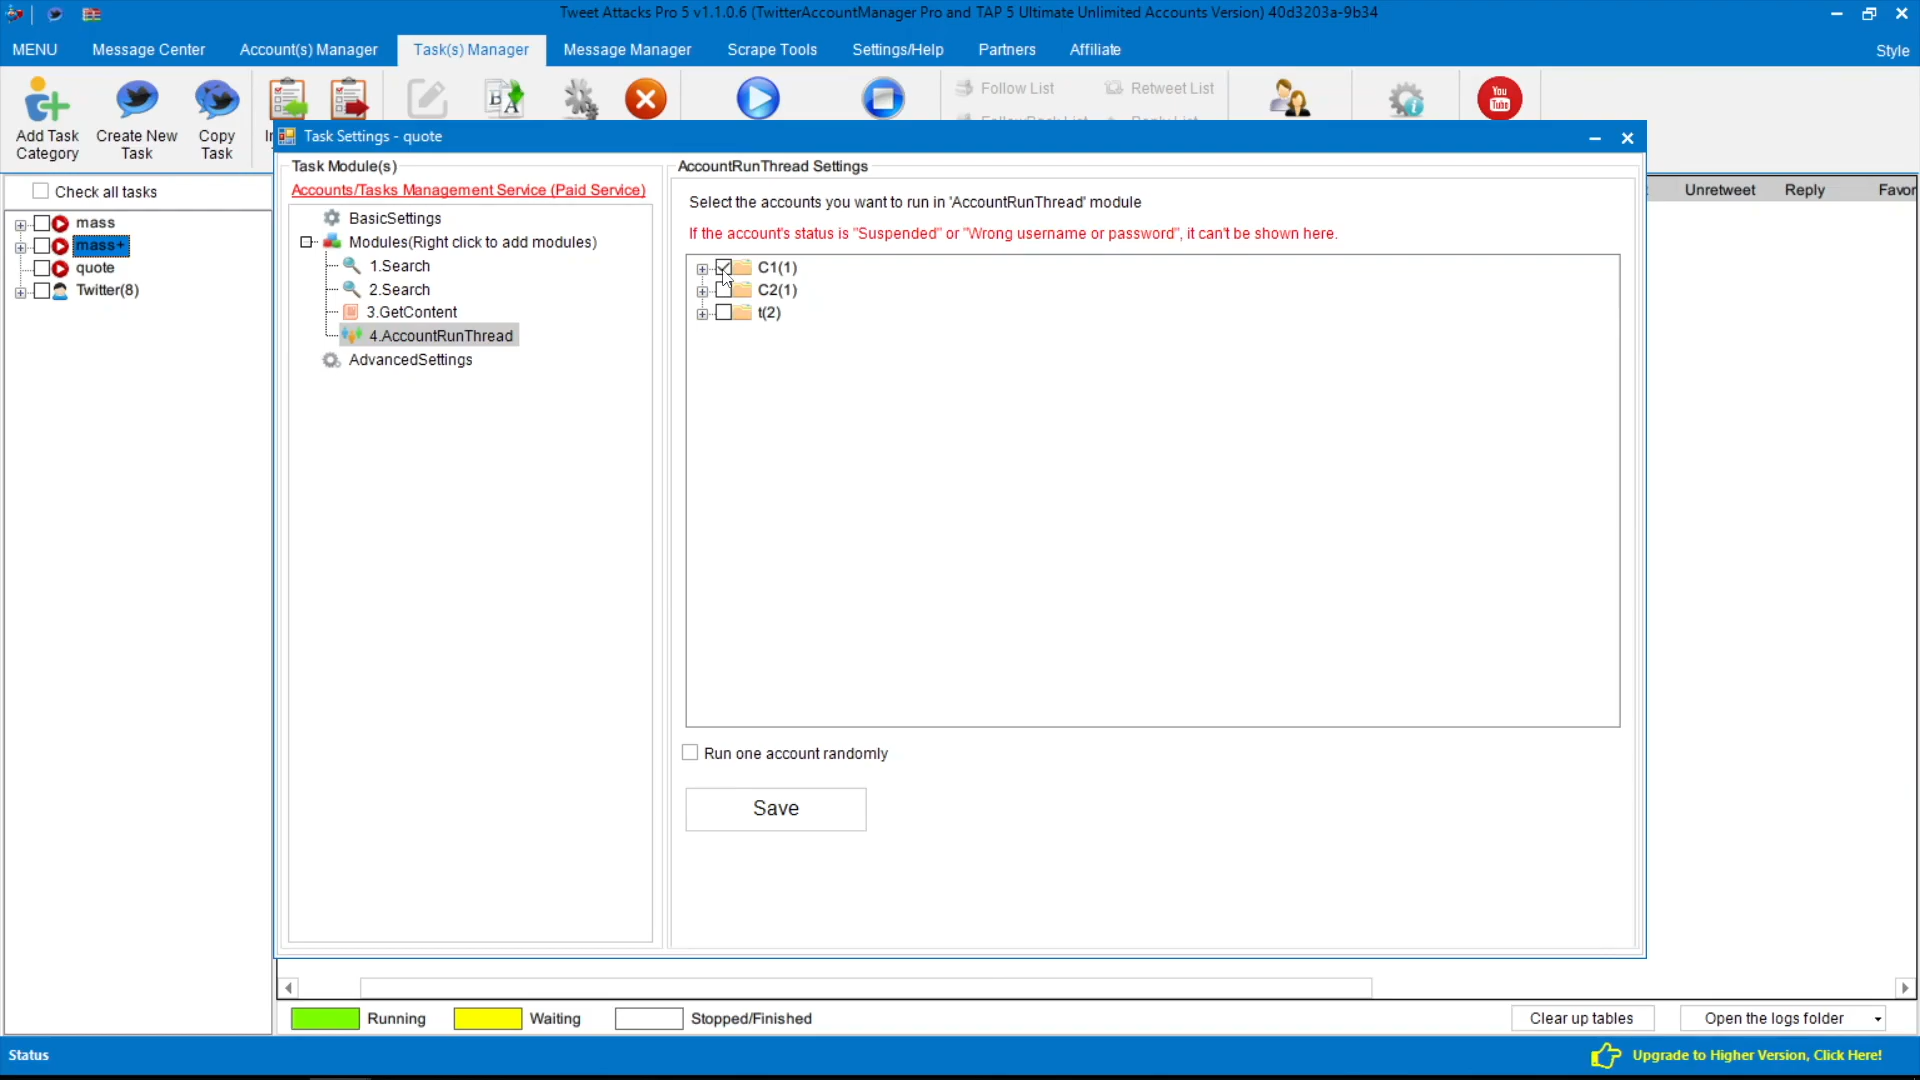 Tweet Attacks Pro 5 v1.1.0.6 (TwitterAccountManager Pro and TAP 5 Ultimate Unlimited Accounts Version) 40d3203a-9b34
MENU Message Center Account(s) Manager Task(s) Manager Message Manager Scrape Tools Settings/Help Partners Affiliate Style
Follow List Retweet List
Add Task Category
Create New Task
Copy Task
You Tube
Task Settings - quote
Check all tasks
mass
mass+
quote
Twitter(8)
Task Module(s)
Accounts/Tasks Management Service (Paid Service)
BasicSettings
Modules(Right click to add modules)
1.Search
2.Search
3.GetContent
4.AccountRunThread
AdvancedSettings
AccountRunThread Settings
Select the accounts you want to run in 'AccountRunThread' module
If the account's status is "Suspended" or "Wrong username or password", it can't be shown here.
C1(1)
C2(1)
t(2)
Run one account randomly
Save
Unretweet Reply Favor
Running Waiting Stopped/Finished Clear up tables Open the logs folder
Status Upgrade to Higher Version, Click Here!